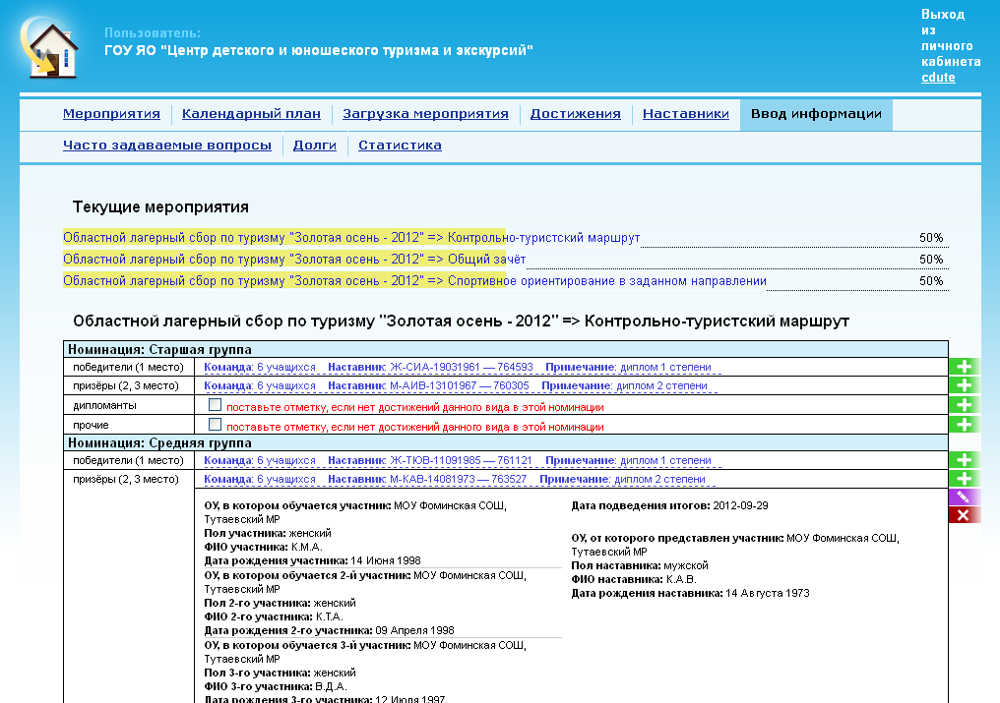 Пользователь:
ГОУ ЯО "Центр детского и юношеского туризма и экскурсий"
Выход
из
личного
кабинета
cdute
Мероприятия Календарный план Загрузка мероприятия Достижения Наставники Ввод информации
Часто задаваемые вопросы Долги Статистика
Текущие мероприятия
Областной лагерный сбор по туризму "Золотая осень - 2012" => Контрольно-туристский маршрут 50%
Областной лагерный сбор по туризму "Золотая осень - 2012" => Общий зачёт 50%
Областной лагерный сбор по туризму "Золотая осень - 2012" => Спортивное ориентирование в заданном направлении 50%
Областной лагерный сбор по туризму "Золотая осень - 2012" => Контрольно-туристский маршрут
Номинация: Старшая группа
победители (1 место) Команда: 6 учащихся Наставник: Ж-СИА-19031961 — 764593 Примечание: диплом 1 степени
призёры (2, 3 место) Команда: 6 учащихся Наставник: М-АИВ-13101967 — 760305 Примечание: диплом 2 степени
дипломанты поставьте отметку, если нет достижений данного вида в этой номинации
прочие поставьте отметку, если нет достижений данного вида в этой номинации
Номинация: Средняя группа
победители (1 место) Команда: 6 учащихся Наставник: Ж-ТЮВ-11091985 — 761121 Примечание: диплом 1 степени
призёры (2, 3 место) Команда: 6 учащихся Наставник: М-КАВ-14081973 — 763527 Примечание: диплом 2 степени
ОУ, в котором обучается участник: МОУ Фоминская СОШ,
Тутаевский МР
Пол участника: женский
ФИО участника: К.М.А.
Дата рождения участника: 14 Июня 1998
ОУ, в котором обучается 2-й участник: МОУ Фоминская СОШ,
Тутаевский МР
Пол 2-го участника: женский
ФИО 2-го участника: К.Т.А.
Дата рождения 2-го участника: 09 Апреля 1998
ОУ, в котором обучается 3-й участник: МОУ Фоминская СОШ,
Тутаевский МР
Пол 3-го участника: женский
ФИО 3-го участника: В.Д.А.
Дата рождения 3-го участника: 12 Июля 1997
Дата подведения итогов: 2012-09-29
ОУ, от которого представлен участник: МОУ Фоминская СОШ,
Тутаевский МР
Пол наставника: мужской
ФИО наставника: К.А.В.
Дата рождения наставника: 14 Августа 1973